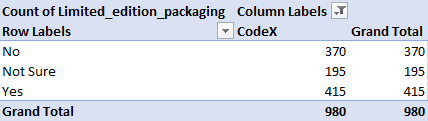 Count of Limited_edition_packaging Column Labels
Row Labels CodeX Grand Total
No 370 370
Not Sure 195 195
Yes 415 415
Grand Total 980 980